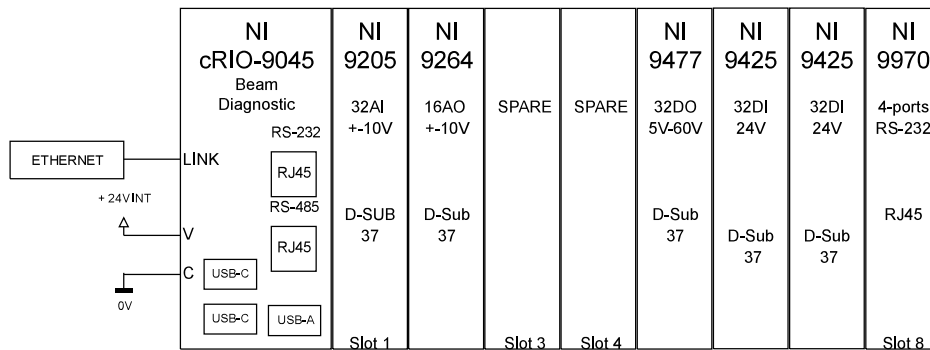 NI
cRIO-9045
Beam
Diagnostic
RS-232
RJ45
RS-485
RJ45
ETHERNET
LINK
+ 24VINT
V
C
0V
USB-C
USB-C
USB-A
NI
9205
32AI
+-10V
D-SUB
37
Slot 1
NI
9264
16AO
+-10V
D-Sub
37
SPARE
Slot 3
SPARE
Slot 4
NI
9477
32DO
5V-60V
D-Sub
37
NI
9425
32DI
24V
D-Sub
37
NI
9425
32DI
24V
D-Sub
37
NI
9970
4-ports
RS-232
RJ45
Slot 8